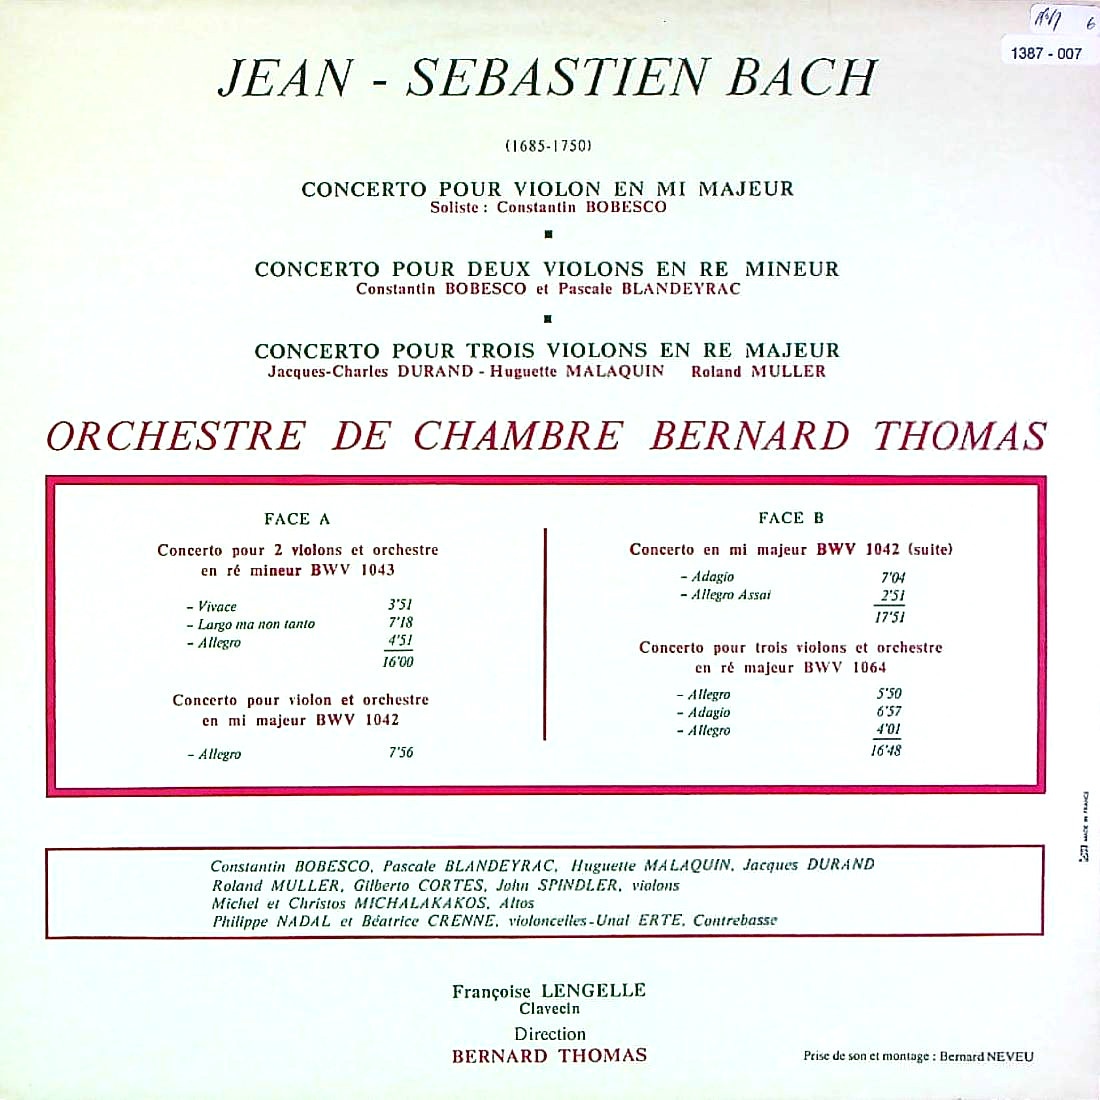 6
1387 - 007
JEAN - SEBASTIEN BACH
(1685-1750)
CONCERTO POUR VIOLON EN MI MAJEUR
Soliste : Constantin BOBESCO
CONCERTO POUR DEUX VIOLONS EN RE MINEUR
Constantin BOBESCO et Pascale BLANDEYRAC
CONCERTO POUR TROIS VIOLONS EN RE MAJEUR
Jacques-Charles DURAND - Huguette MALAQUIN Roland MULLER
ORCHESTRE DE CHAMBRE BERNARD THOMAS
FACE A
Concerto pour 2 violons et orchestre
en ré mineur BWV 1043
- Vivace 3'51
- Largo ma non tanto 7'18
- Allegro 4'51
16'00
Concerto pour violon et orchestre
en mi majeur BWV 1042
- Allegro 7'56
FACE B
Concerto en mi majeur BWV 1042 (suite)
- Adagio 7'04
- Allegro Assai 2'51
17'51
Concerto pour trois violons et orchestre
en ré majeur BWV 1064
- Allegro 5'50
- Adagio 6'57
- Allegro 4'01
16'48
Constantin BOBESCO, Pascale BLANDEYRAC, Huguette MALAQUIN, Jacques DURAND
Roland MULLER, Gilberto CORTES, John SPINDLER, violons
Michel et Christos MICHALAKAKOS, Altos
Philippe NADAL et Béatrice CRENNE, violoncelles-Unal ERTE, Contrebasse
Françoise LENGELLE
Clavecin
Direction
BERNARD THOMAS
Prise de son et montage : Bernard NEVEU